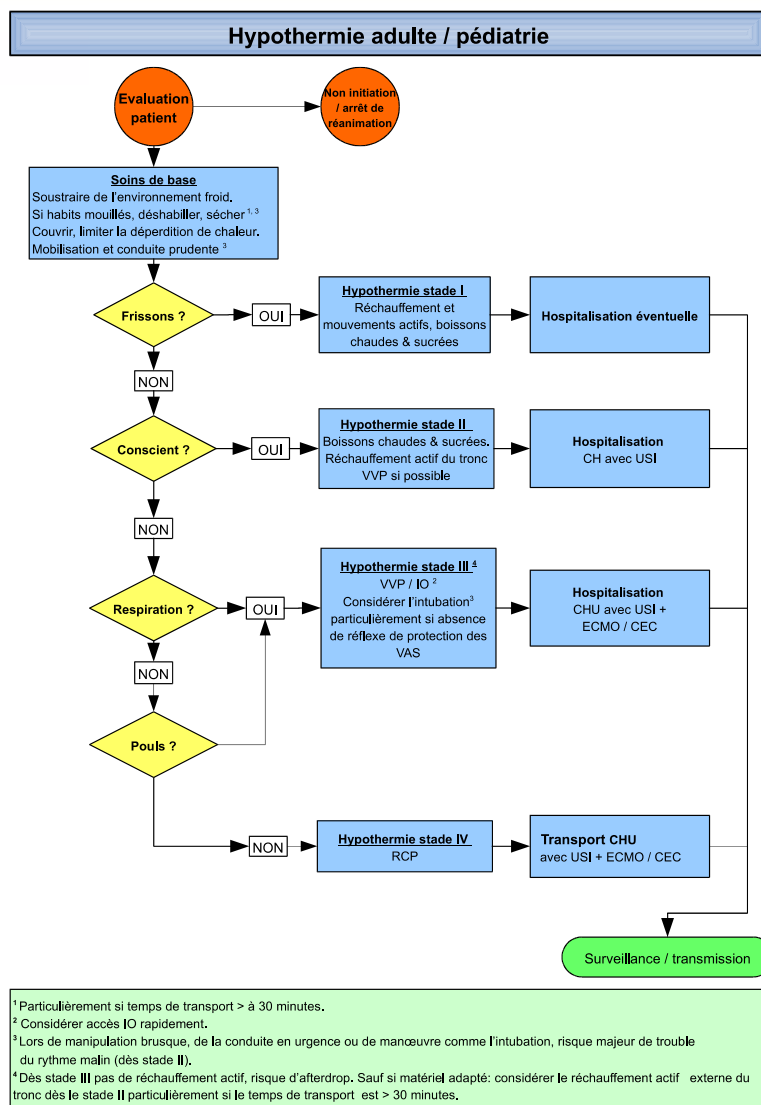 Hypothermie adulte / pédiatrie
Evaluation
patient
Non initiation
/ arrêt de
réanimation
Soins de base
Soustraire de l'environnement froid.
Si habits mouillés, déshabiller, sécher 1, 3
Couvrir, limiter la déperdition de chaleur.
Mobilisation et conduite prudente 3
Frissons ?
OUI
Hypothermie stade I
Réchauffement et
mouvements actifs, boissons
chaudes & sucrées
Hospitalisation éventuelle
NON
Conscient ?
OUI
Hypothermie stade II
Boissons chaudes & sucrées.
Réchauffement actif du tronc
VVP si possible
Hospitalisation
CH avec USI
NON
Respiration ?
OUI
Hypothermie stade III 4
VVP / IO 2
Considérer l'intubation3
particulièrement si absence
de réflexe de protection des
VAS
Hospitalisation
CHU avec USI +
ECMO / CEC
NON
Pouls ?
NON
Hypothermie stade IV
RCP
Transport CHU
avec USI + ECMO / CEC
Surveillance / transmission
1 Particulièrement si temps de transport > à 30 minutes.
2 Considérer accès IO rapidement.
3 Lors de manipulation brusque, de la conduite en urgence ou de manœuvre comme l'intubation, risque majeur de trouble
du rythme malin (dès stade II).
4 Dès stade III pas de réchauffement actif, risque d'afterdrop. Sauf si matériel adapté: considérer le réchauffement actif externe du
tronc dès le stade II particulièrement si le temps de transport est > 30 minutes.